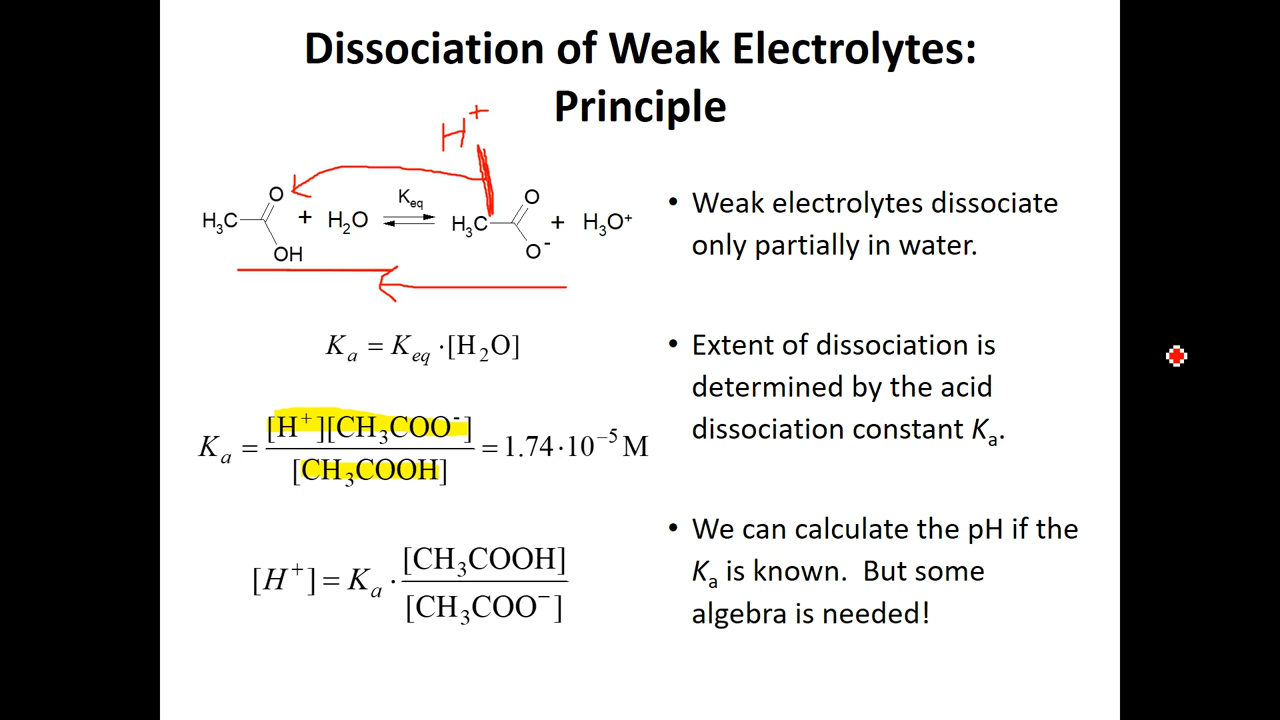 Dissociation of Weak Electrolytes:
Principle
H⁺
H₃C O OH + H₂O Keq H₃C O O⁻ + H₃O⁺
Kₐ = Keq · [H₂O]
Kₐ = [H⁺][CH₃COO⁻] / [CH₃COOH] = 1.74·10⁻⁵ M
[H⁺] = Kₐ · [CH₃COOH] / [CH₃COO⁻]
• Weak electrolytes dissociate
only partially in water.
• Extent of dissociation is
determined by the acid
dissociation constant Kₐ.
• We can calculate the pH if the
Kₐ is known. But some
algebra is needed!